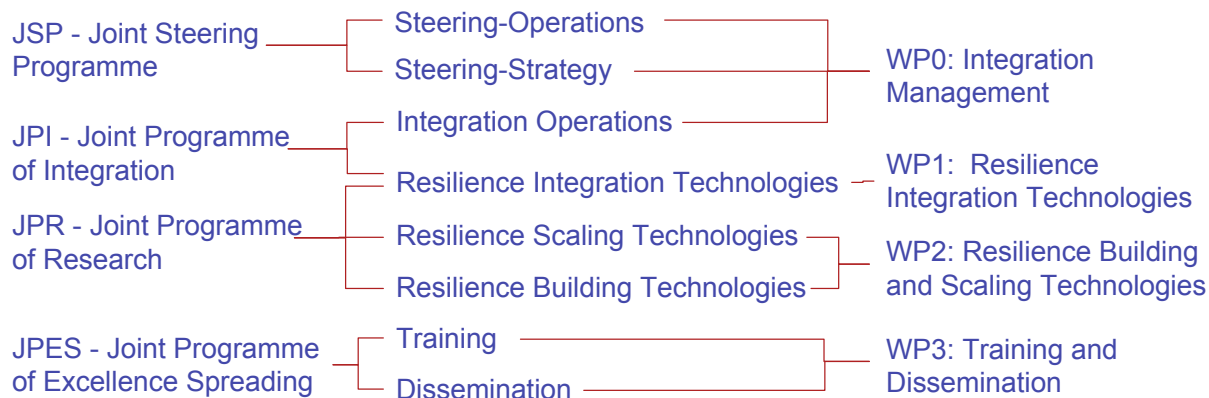 JSP - Joint Steering
Programme
JPI - Joint Programme
of Integration
JPR - Joint Programme
of Research
JPES - Joint Programme
of Excellence Spreading
Steering-Operations
Steering-Strategy
Integration Operations
Resilience Integration Technologies
Resilience Scaling Technologies
Resilience Building Technologies
Training
Dissemination
WP0: Integration
Management
WP1:  Resilience
Integration Technologies
WP2: Resilience Building
and Scaling Technologies
WP3: Training and
Dissemination